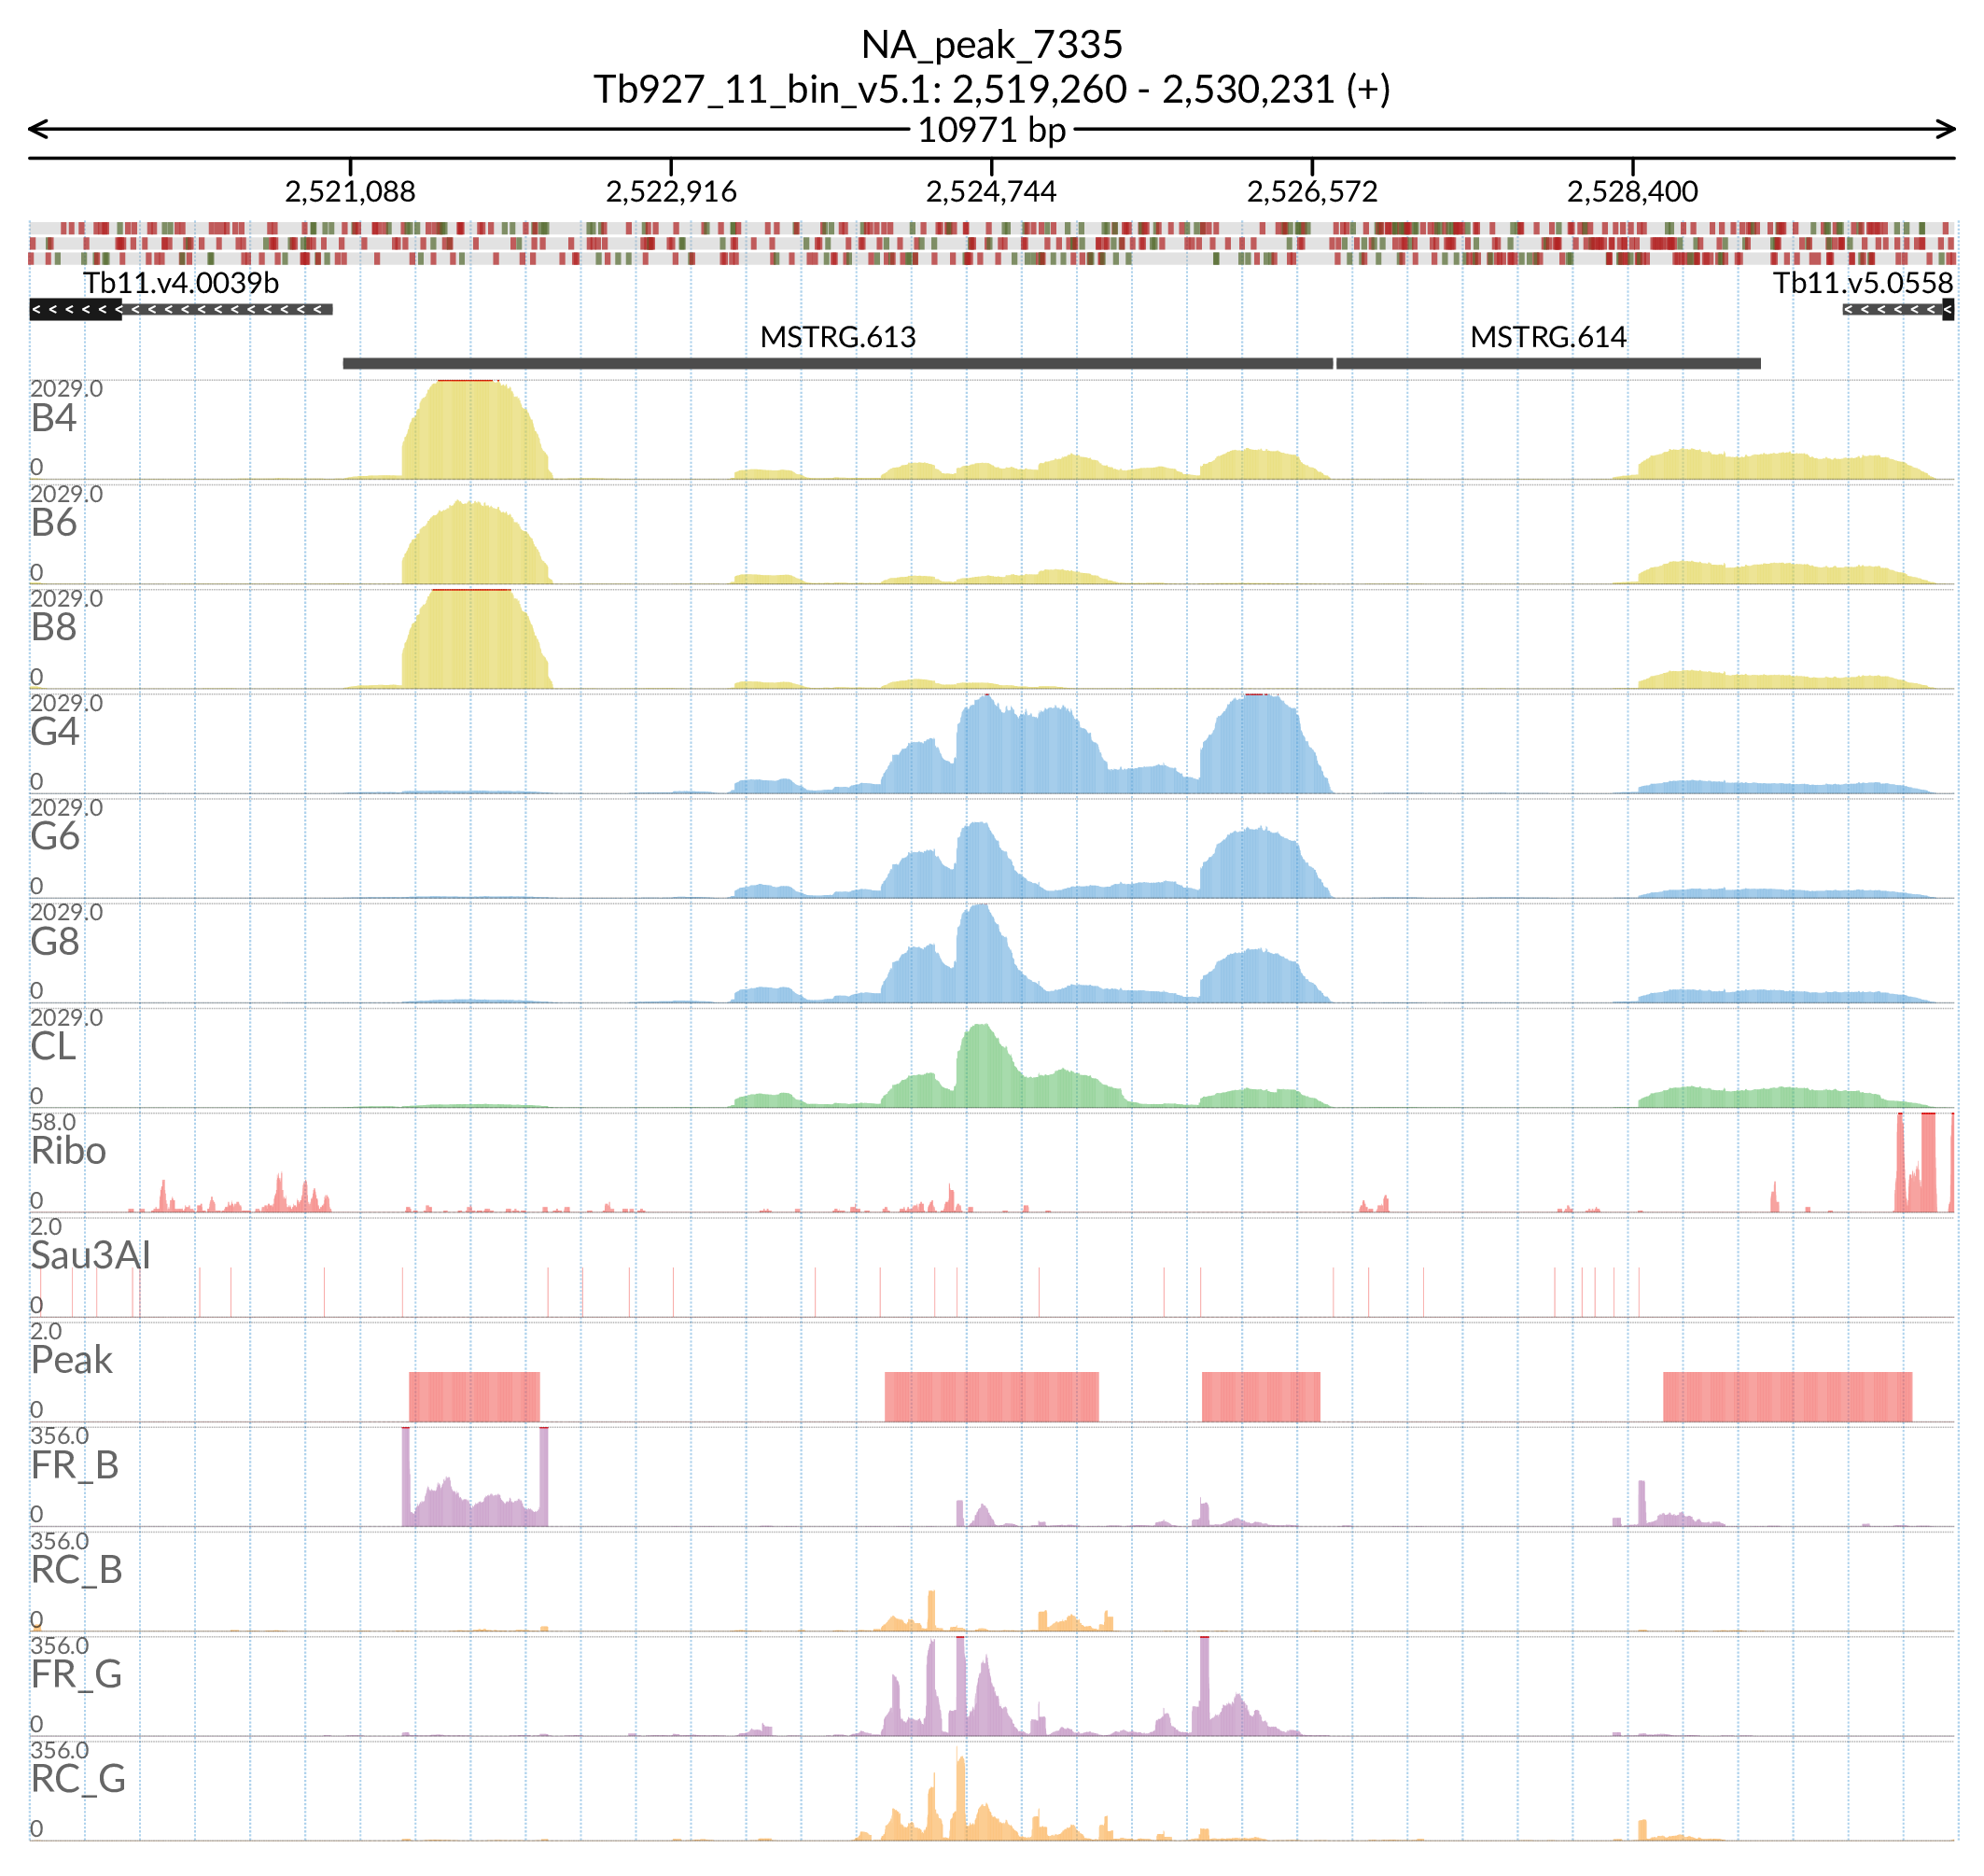 NA_peak_7335
Tb927_11_bin_v5.1: 2,519,260 - 2,530,231 (+)
10971 bp
2,521,088 2,522,916 2,524,744 2,526,572 2,528,400
Tb11.v4.0039b Tb11.v5.0558
MSTRG.613 MSTRG.614
2029.0
B4
0
2029.0
B6
0
2029.0
B8
0
2029.0
G4
0
2029.0
G6
0
2029.0
G8
0
2029.0
CL
0
58.0
Ribo
0
2.0
Sau3AI
0
2.0
Peak
0
356.0
FR_B
0
356.0
RC_B
0
356.0
FR_G
0
356.0
RC_G
0